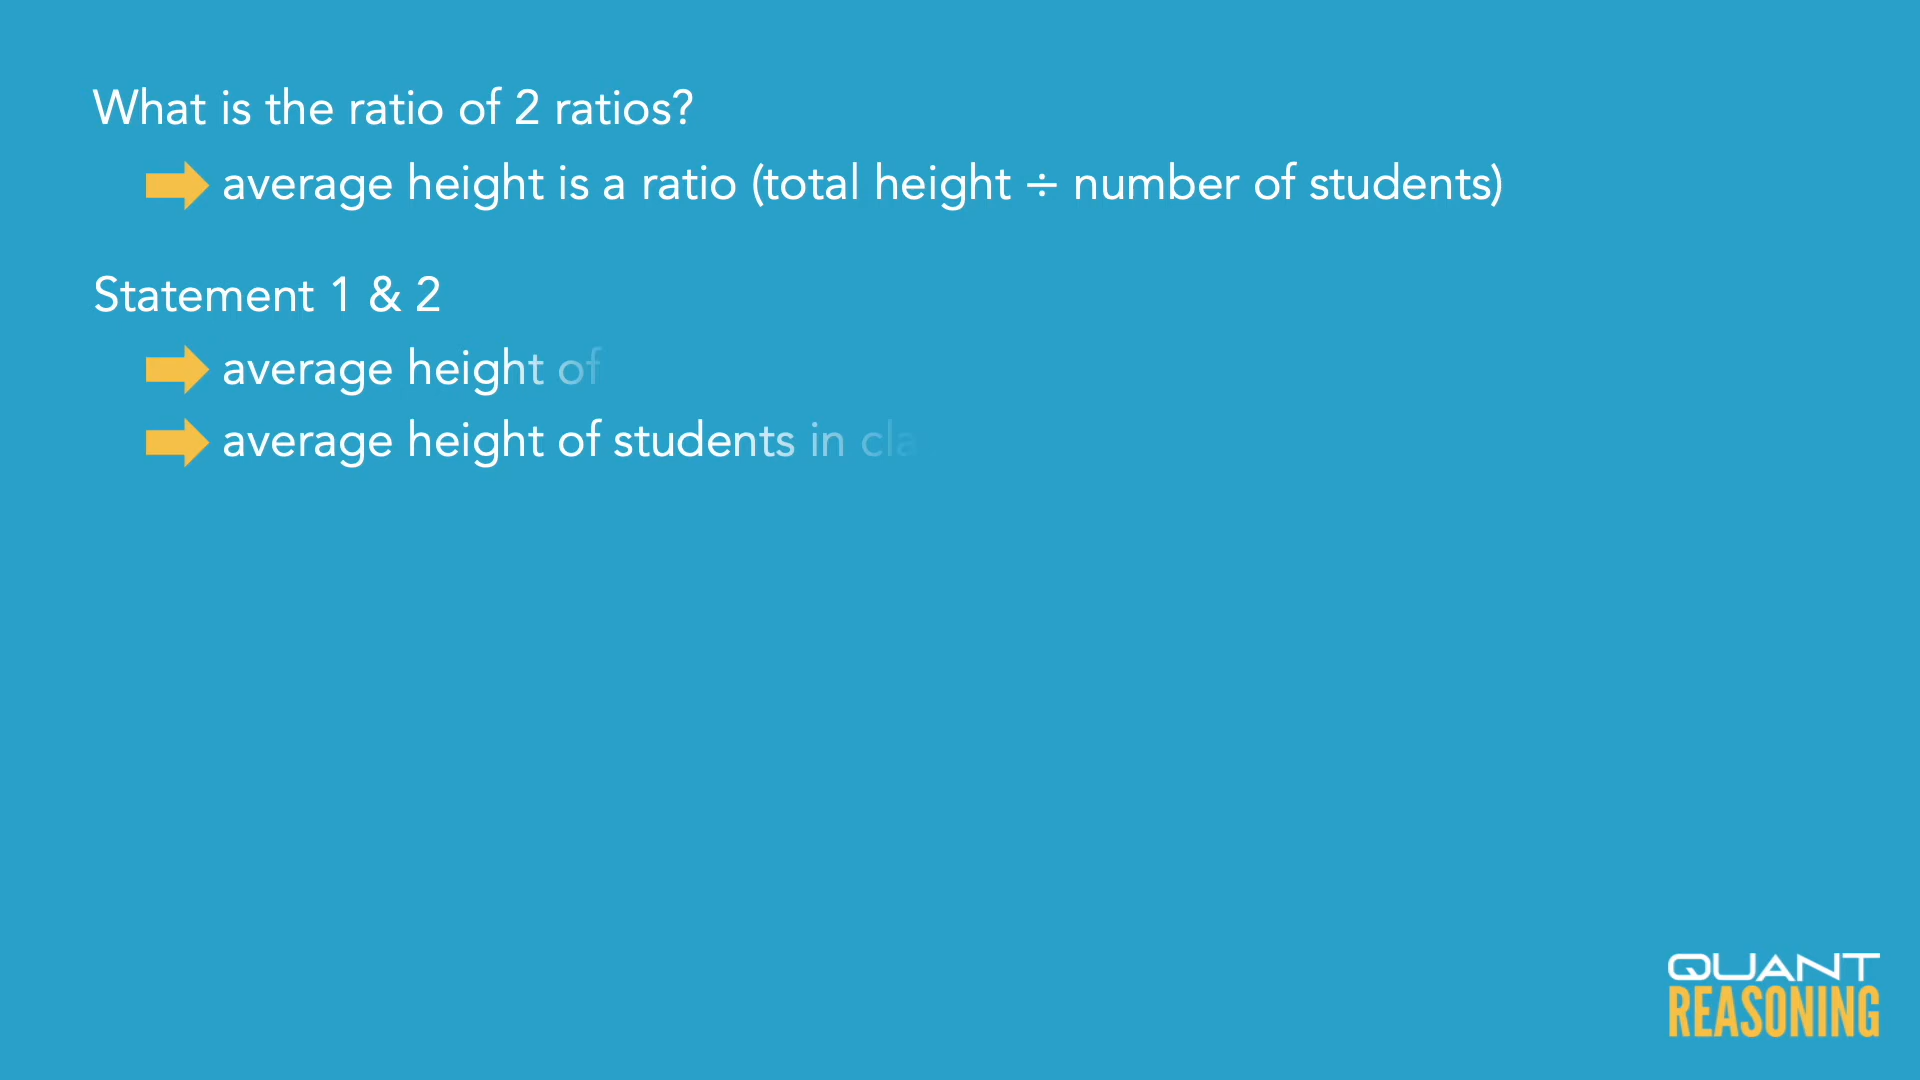 What is the ratio of 2 ratios?
average height is a ratio (total height ÷ number of students)
Statement 1 & 2
average height of
average height of students in cla
QUANT
REASONING